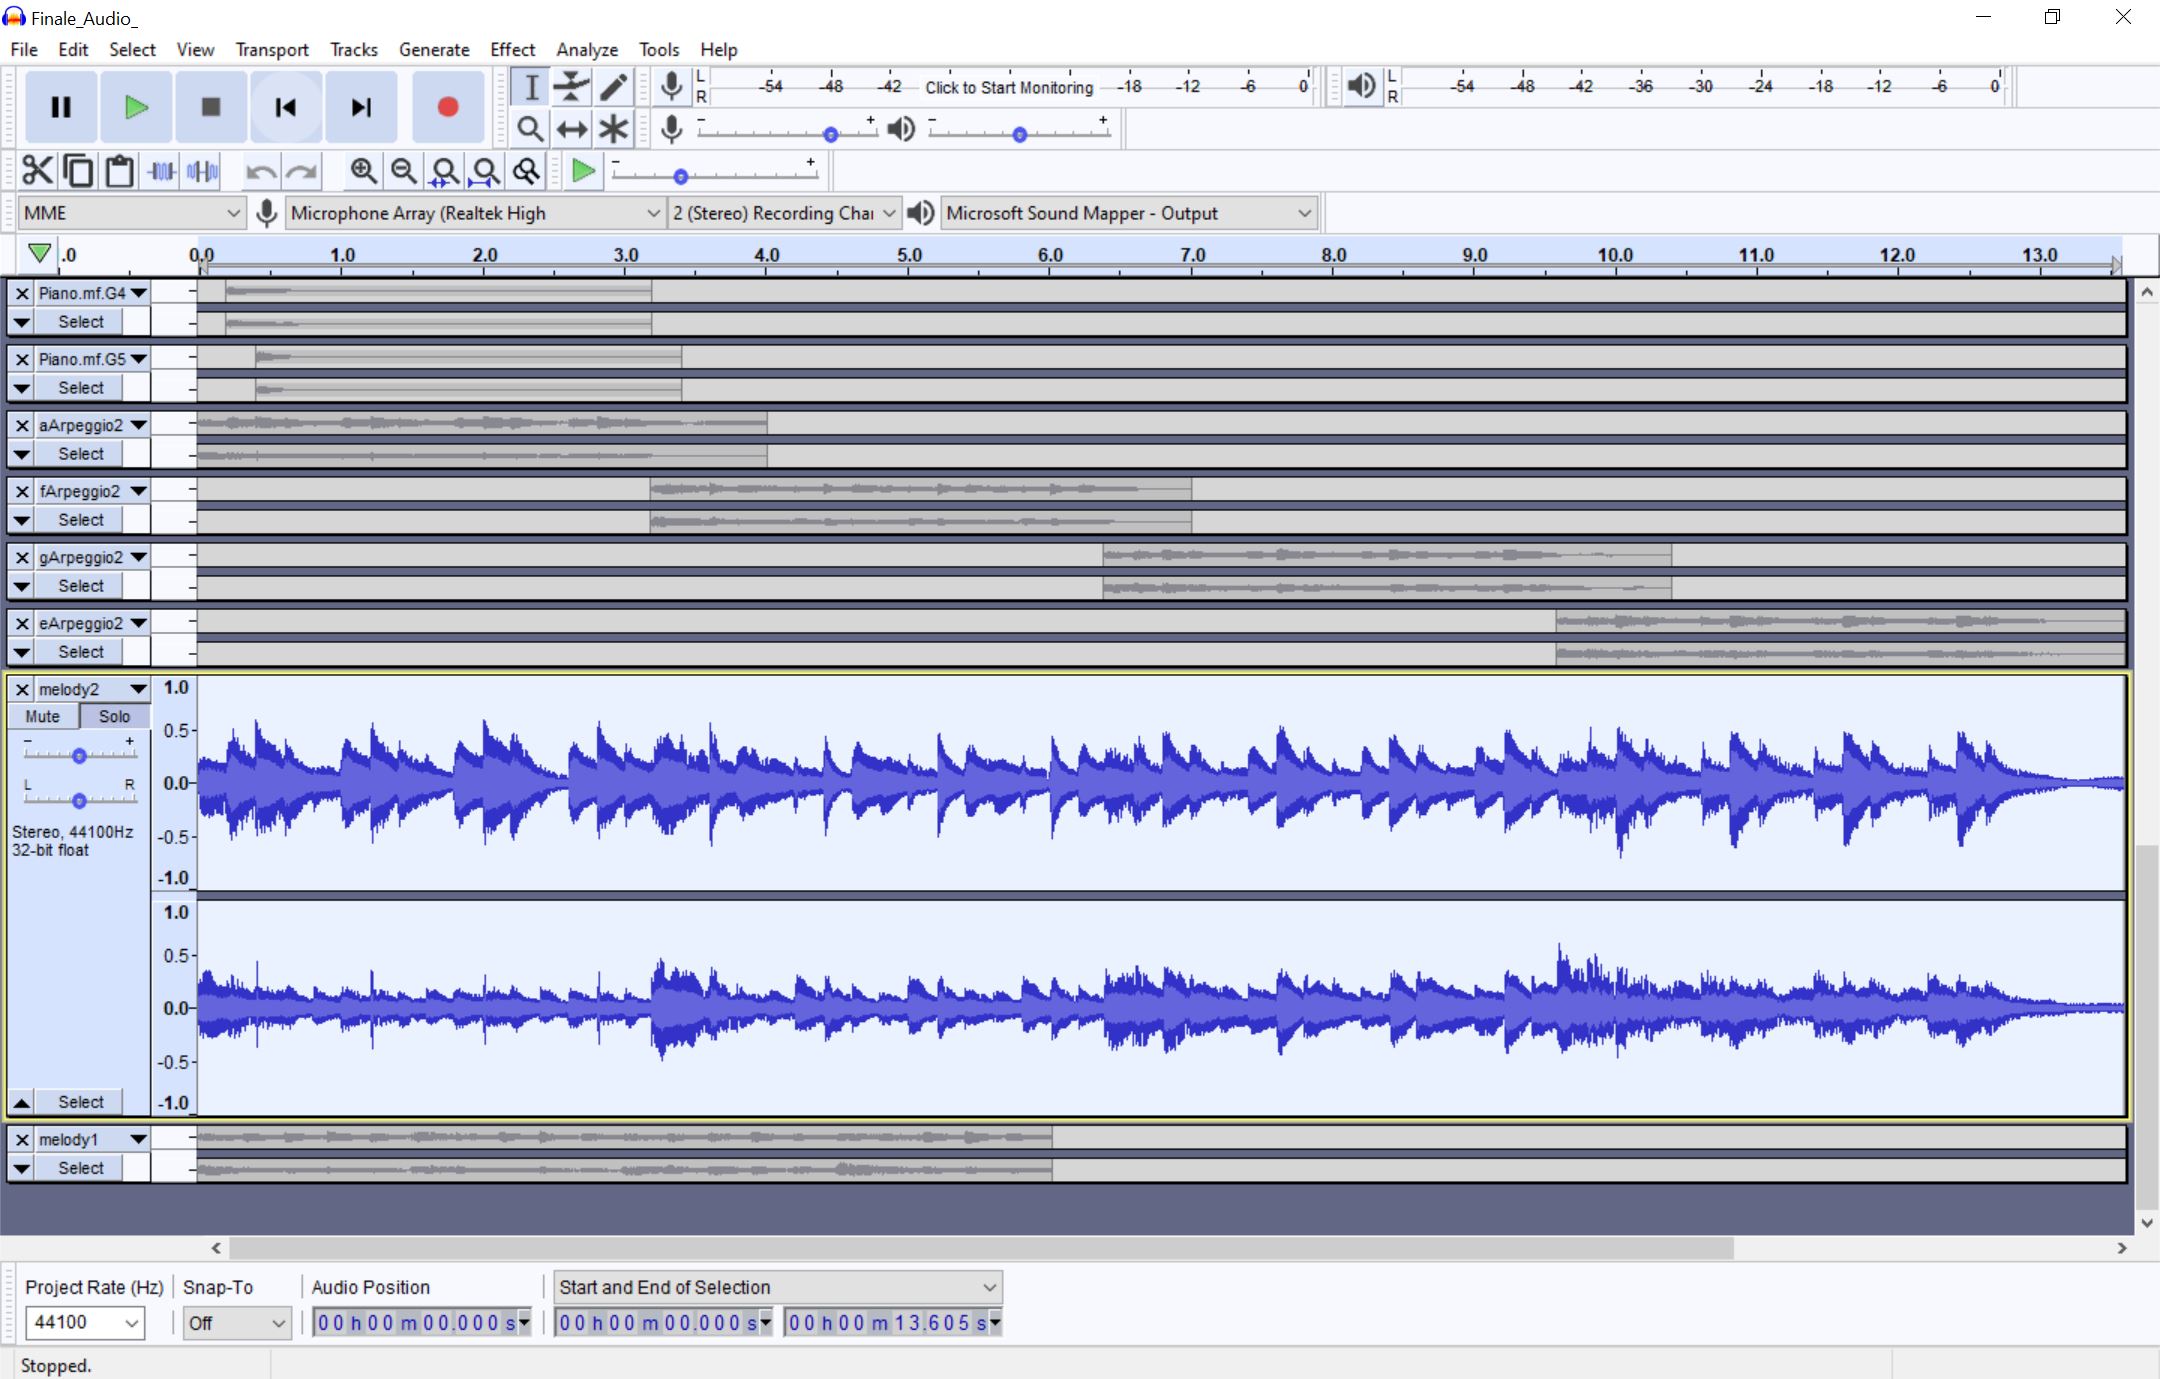 Finale_Audio_
File Edit Select View Transport Tracks Generate Effect Analyze Tools Help
L R -54 -48 -42 Click to Start Monitoring -18 -12 -6 0 L R -54 -48 -42 -36 -30 -24 -18 -12 -6 0
- + - +
- +
MME Microphone Array (Realtek High 2 (Stereo) Recording Chai Microsoft Sound Mapper - Output
.0 0.0 1.0 2.0 3.0 4.0 5.0 6.0 7.0 8.0 9.0 10.0 11.0 12.0 13.0
Piano.mf.G4
Select
Piano.mf.G5
Select
aArpeggio2
Select
fArpeggio2
Select
gArpeggio2
Select
eArpeggio2
Select
melody2 1.0
Mute Solo
0.5
- +
0.0
L R
Stereo, 44100Hz
-0.5
32-bit float
-1.0
1.0
0.5
0.0
-0.5
Select -1.0
melody1
Select
Project Rate (Hz) Snap-To Audio Position Start and End of Selection
44100 Off 00 h 00 m 00.000 s 00 h 00 m 00.000 s 00 h 00 m 13.605 s
Stopped.